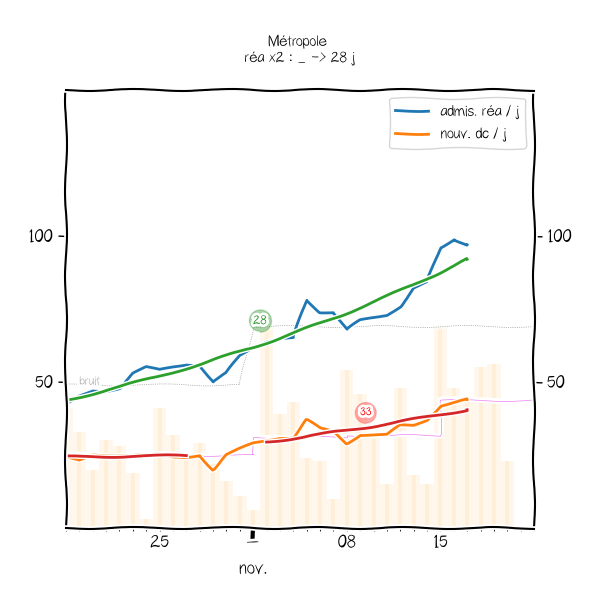 Métropole
réa x2 : _ -> 28 j
admis. réa / j
nouv. dc / j
100
100
28
bruit
50
50
33
25
1
08
15
nov.